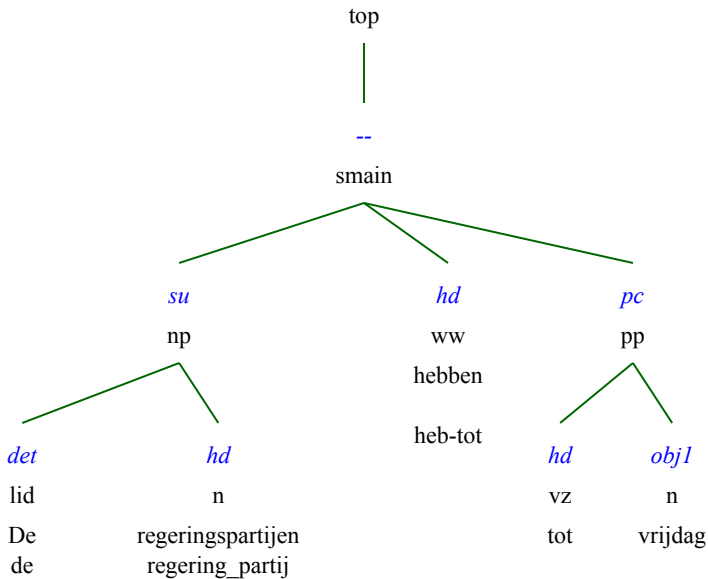 top
--
smain
su hd pc
np ww pp
hebben
heb-tot
det hd hd obj1
lid n vz n
De regeringspartijen tot vrijdag
de regering_partij